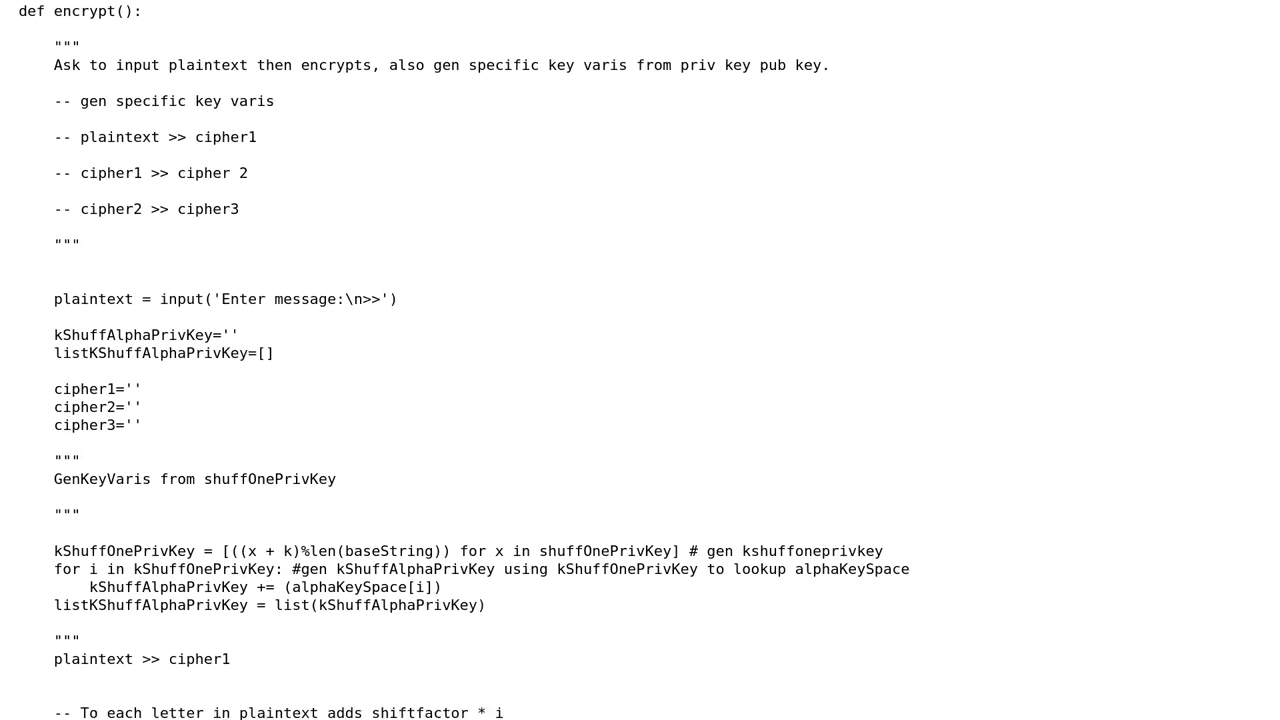 def encrypt():
"""
Ask to input plaintext then encrypts, also gen specific key varis from priv key pub key.
-- gen specific key varis
-- plaintext >> cipher1
-- cipher1 >> cipher 2
-- cipher2 >> cipher3
"""
plaintext = input('Enter message:\n>>')
kShuffAlphaPrivKey=''
listKShuffAlphaPrivKey=[]
cipher1=''
cipher2=''
cipher3=''
"""
GenKeyVaris from shuffOnePrivKey
"""
kShuffOnePrivKey = [((x + k)%len(baseString)) for x in shuffOnePrivKey] # gen kshuffoneprivkey
for i in kShuffOnePrivKey: #gen kShuffAlphaPrivKey using kShuffOnePrivKey to lookup alphaKeySpace
kShuffAlphaPrivKey += (alphaKeySpace[i])
listKShuffAlphaPrivKey = list(kShuffAlphaPrivKey)
"""
plaintext >> cipher1
-- To each letter in plaintext adds shiftfactor * i